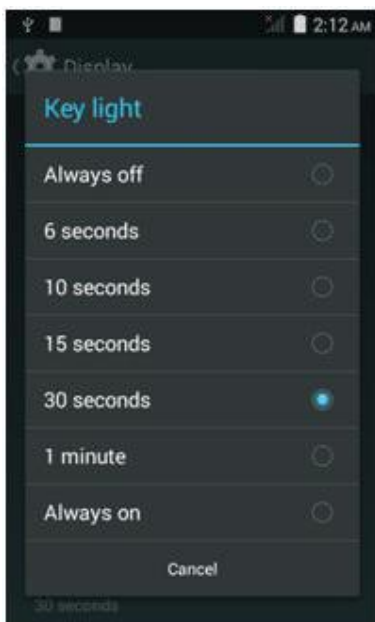 2:12 AM
Display
Key light
Always off
6 seconds
10 seconds
15 seconds
30 seconds
1 minute
Always on
Cancel
30 seconds